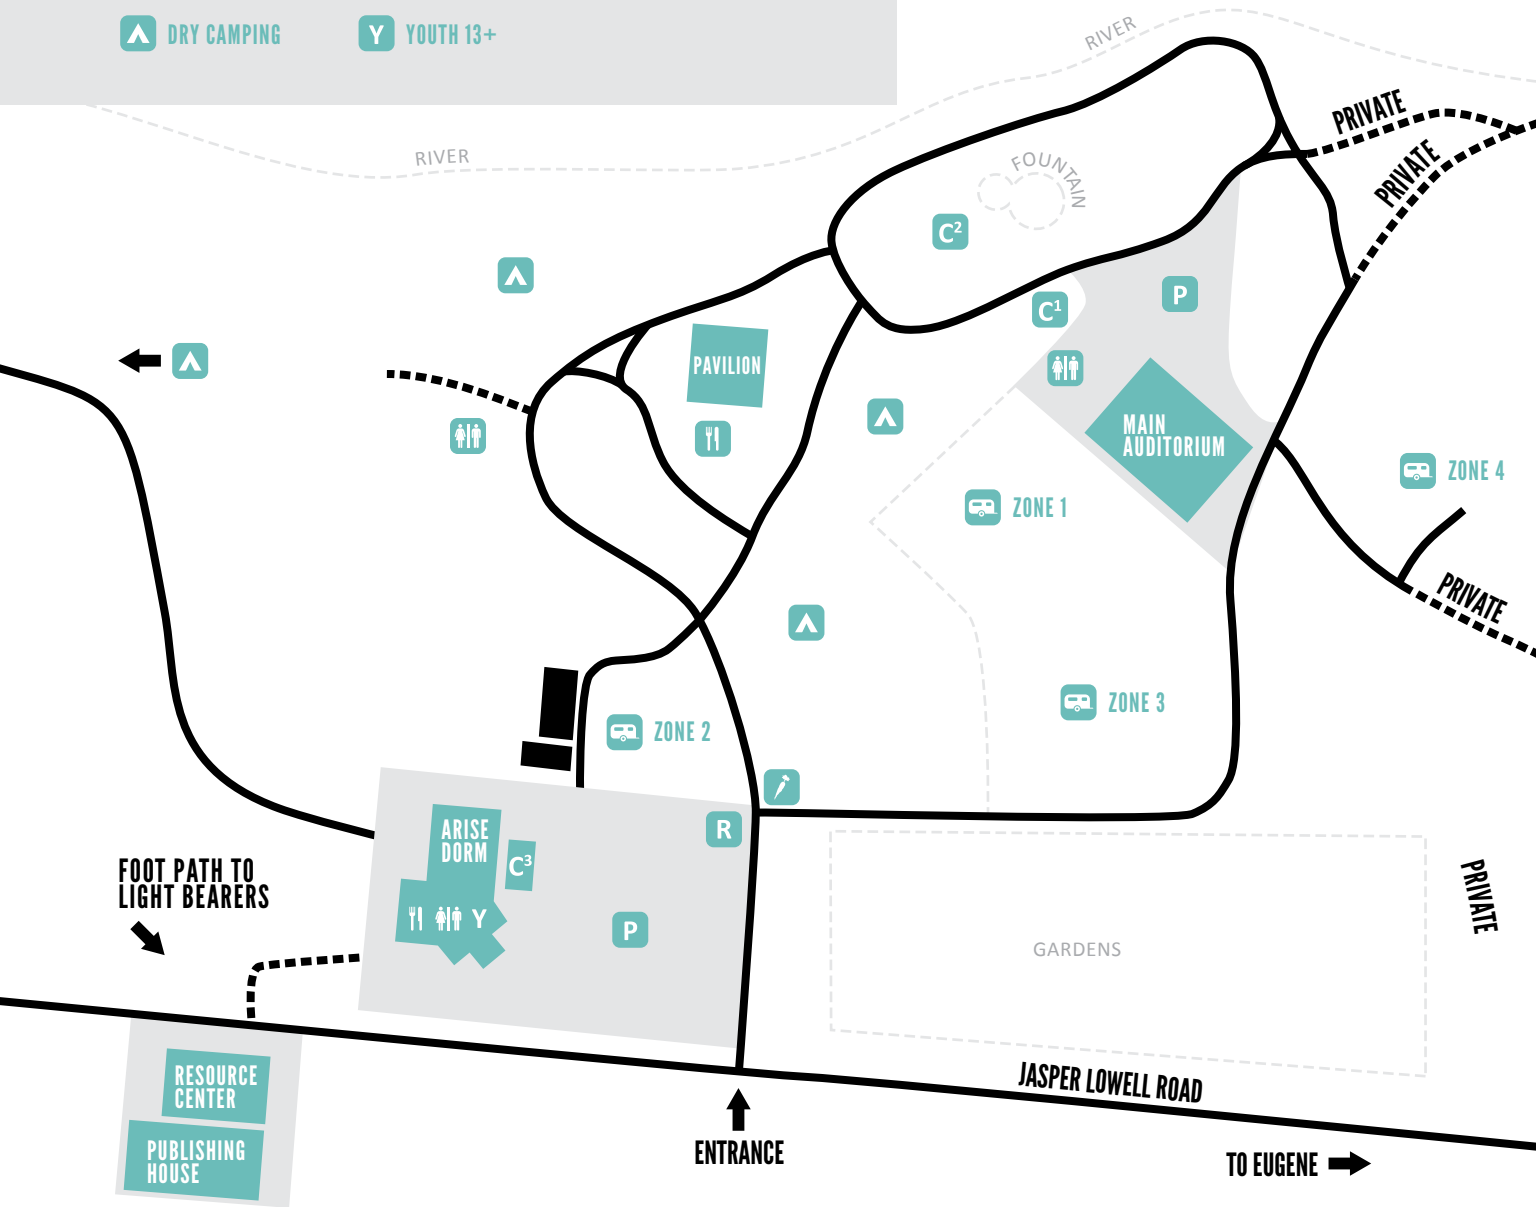 DRY CAMPING
Y YOUTH 13+
RIVER
RIVER
PRIVATE
PRIVATE
FOUNTAIN
C²
P
C¹
PAVILION
MAIN
AUDITORIUM
ZONE 4
ZONE 1
PRIVATE
ZONE 3
ZONE 2
R
ARISE
DORM
C³
Y
P
FOOT PATH TO
LIGHT BEARERS
PRIVATE
GARDENS
RESOURCE
CENTER
JASPER LOWELL ROAD
PUBLISHING
HOUSE
ENTRANCE
TO EUGENE